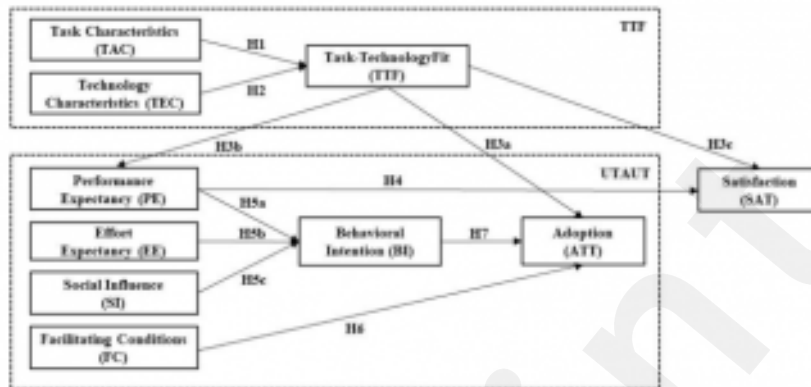 TTF
Task Characteristics
(TAC)
H1
Task-TechnologyFit
(TTF)
Technology
Characteristics (TEC)
H2
H3b
H3a
H3c
UTAUT
Performance
Expectancy (PE)
H4
Satisfaction
(SAT)
H5a
Effort
Expectancy (EE)
H5b
Behavioral
Intention (BI)
H7
Adoption
(ATT)
Social Influence
(SI)
H5c
H6
Facilitating Conditions
(FC)